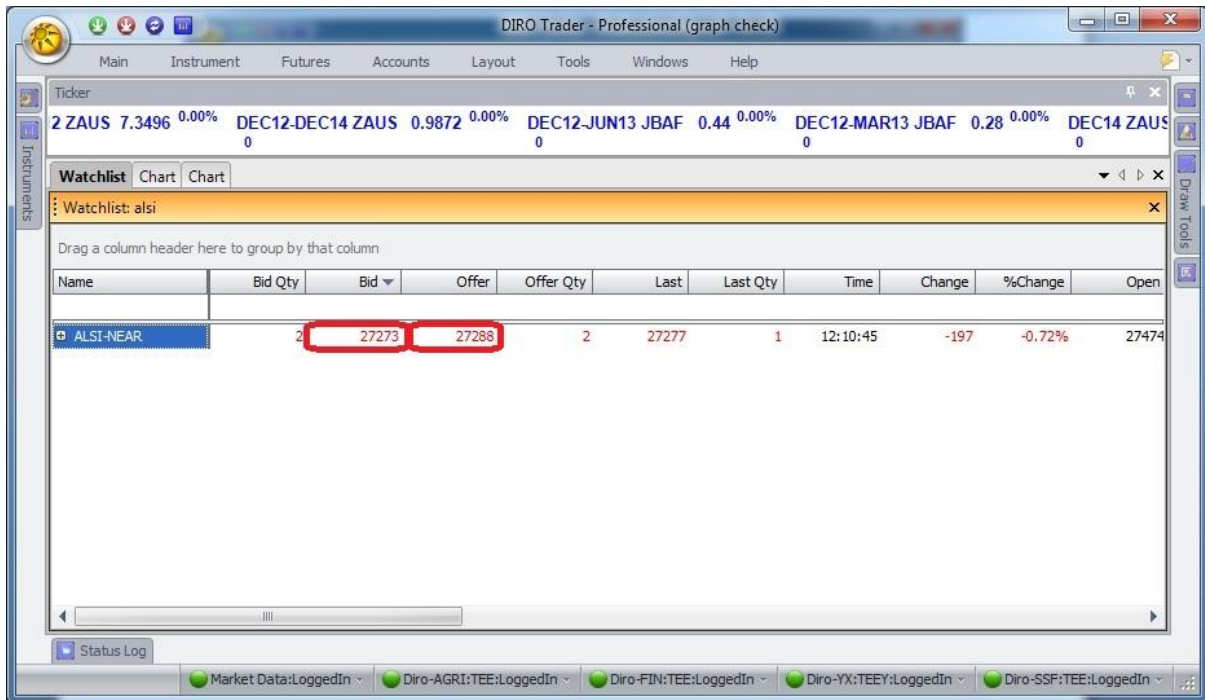 DIRO Trader - Professional (graph check)
Main Instrument Futures Accounts Layout Tools Windows Help
Ticker
2 ZAUS 7.3496 0.00% DEC12-DEC14 ZAUS 0.9872 0.00% DEC12-JUN13 JBAF 0.44 0.00% DEC12-MAR13 JBAF 0.28 0.00% DEC14 ZAUS
0 0 0 0
Instruments
Watchlist Chart Chart
Draw Tools
Watchlist: alsi
Drag a column header here to group by that column
Name Bid Qty Bid Offer Offer Qty Last Last Qty Time Change %Change Open
ALSI-NEAR 2 27273 27288 2 27277 1 12:10:45 -197 -0.72% 27474
Status Log
Market Data:LoggedIn Diro-AGRI:TEE:LoggedIn Diro-FIN:TEE:LoggedIn Diro-YX:TEEY:LoggedIn Diro-SSF:TEE:LoggedIn